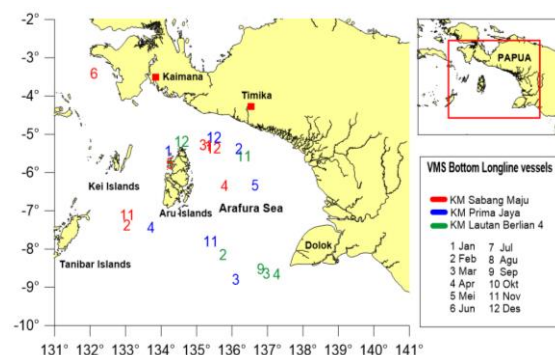 -2°
-3°
-4°
-5°
-6°
-7°
-8°
-9°
-10°
131° 132° 133° 134° 135° 136° 137° 138° 139° 140° 141°
6
Kaimana
Timika
12
12
1
3
12
2
11
5
4
5
Kei Islands
Arafura Sea
Aru Islands
11
2
4
11
2
Tanibar Islands
Dolok
9
3
4
8
PAPUA
VMS Bottom Longline vessels
KM Sabang Maju
KM Prima Jaya
KM Lautan Berlian 4
1 Jan 7 Jul
2 Feb 8 Agu
3 Mar 9 Sep
4 Apr 10 Okt
5 Mei 11 Nov
6 Jun 12 Des